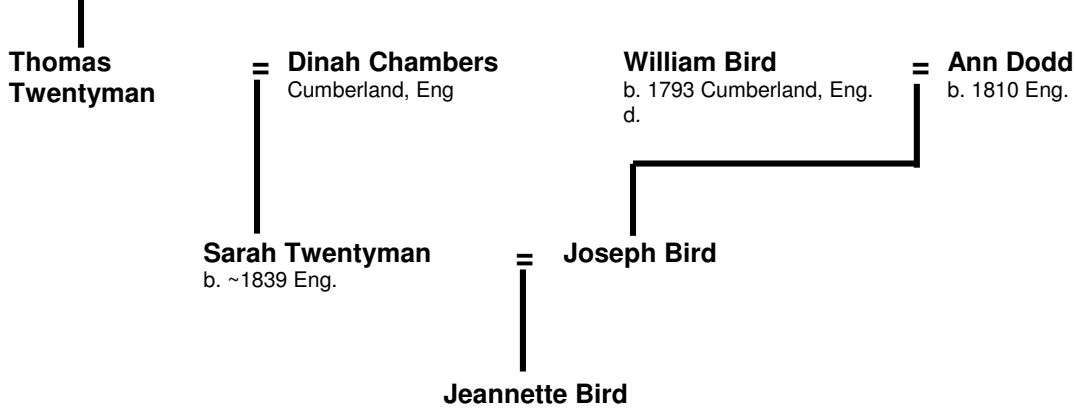 Thomas
Twentyman
=
Dinah Chambers
Cumberland, Eng
William Bird
b. 1793 Cumberland, Eng.
d.
=
Ann Dodd
b. 1810 Eng.
Sarah Twentyman
b. ~1839 Eng.
=
Joseph Bird
Jeannette Bird